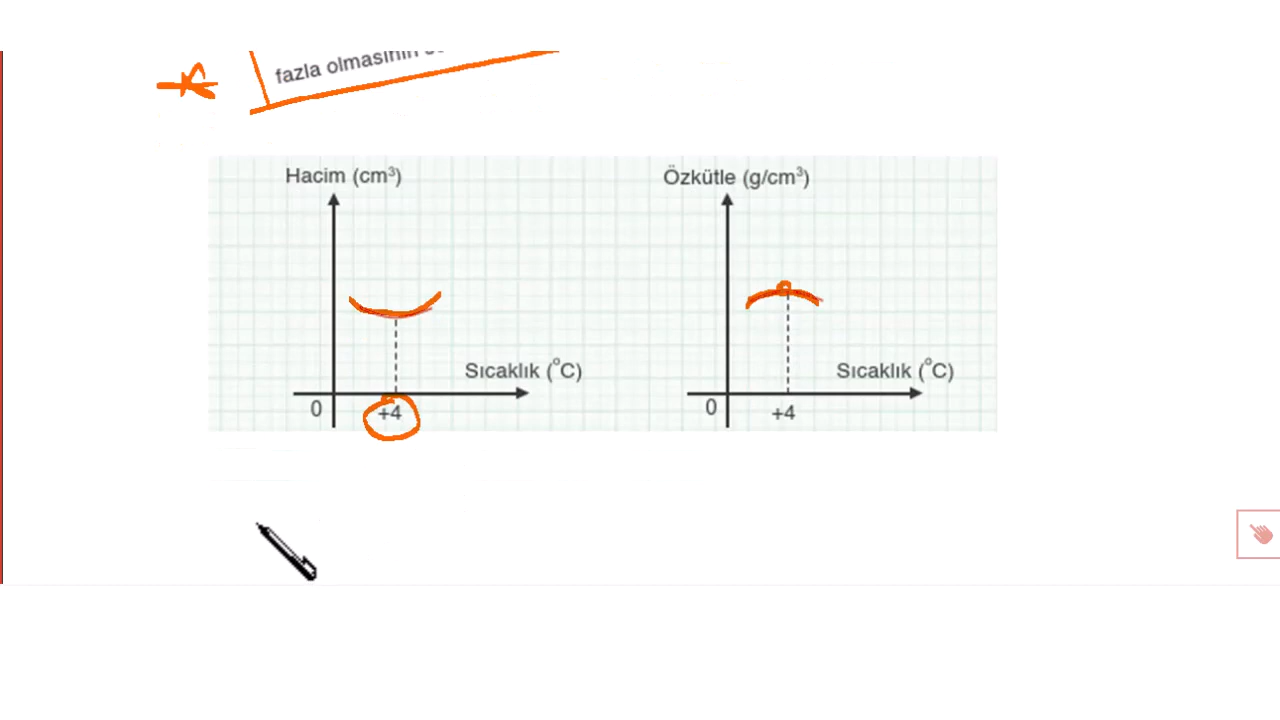 fazla olmasının
Hacim (cm³)
Sıcaklık (°C)
0
+4
Özkütle (g/cm³)
Sıcaklık (°C)
0
+4